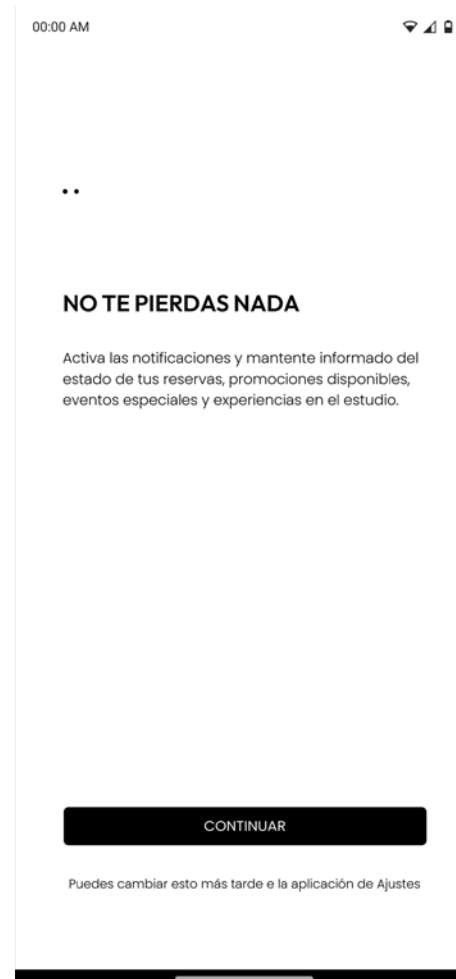 00:00 AM
NO TE PIERDAS NADA
Activa las notificaciones y mantente informado del
estado de tus reservas, promociones disponibles,
eventos especiales y experiencias en el estudio.
CONTINUAR
Puedes cambiar esto más tarde e la aplicación de Ajustes